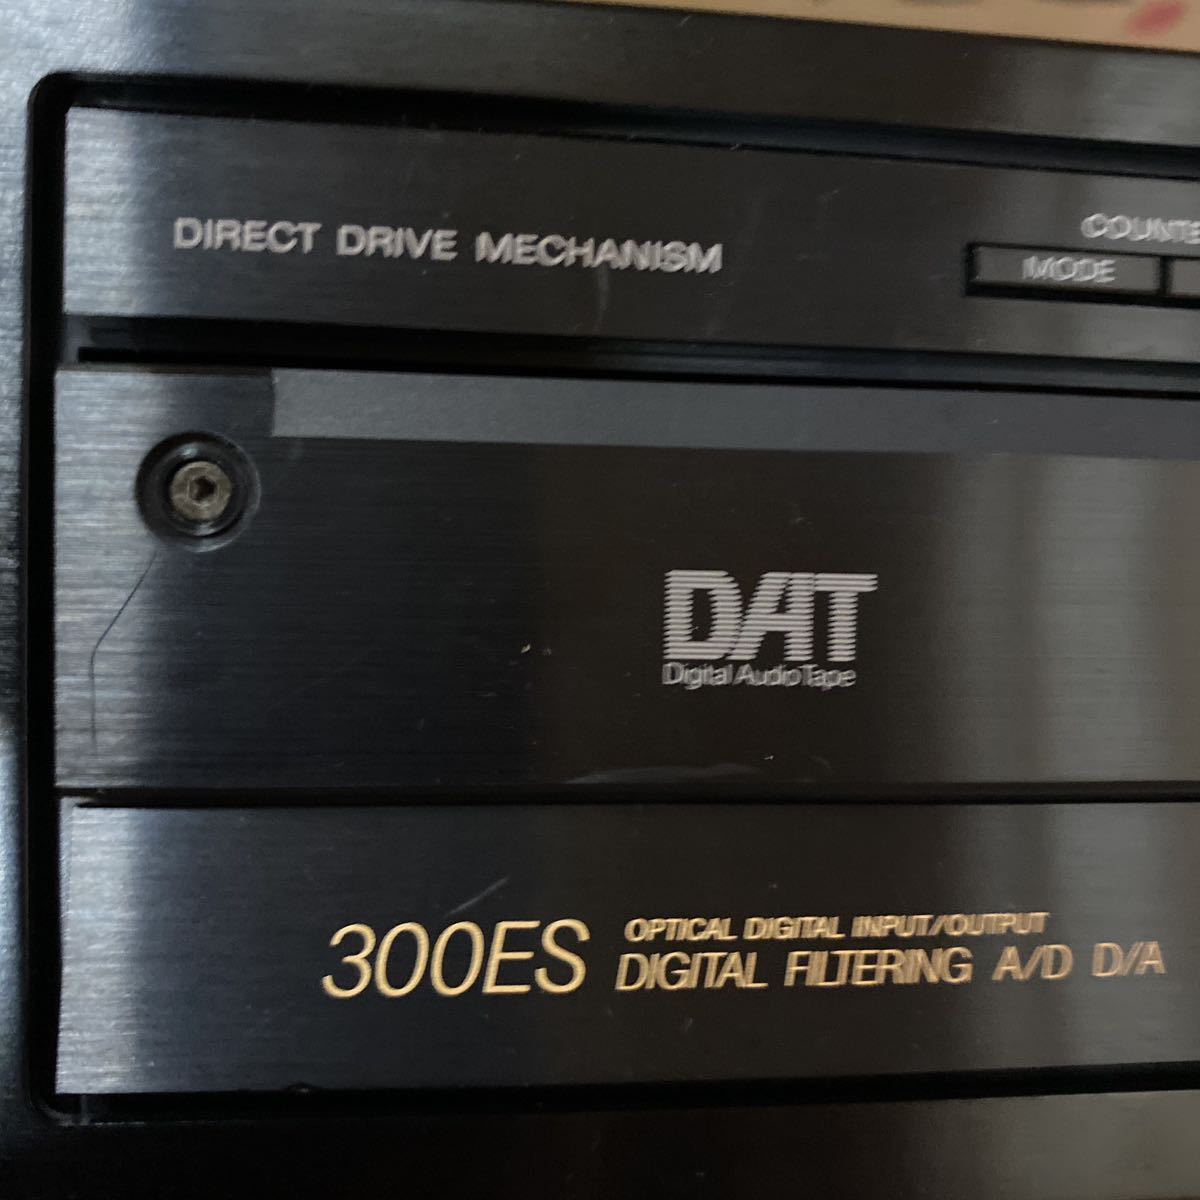 DIRECT DRIVE MECHANISM
MODE
DAT
Digital Audio Tape
300ES
OPTICAL DIGITAL INPUT/OUTPUT
DIGITAL FILTERING A/D D/A